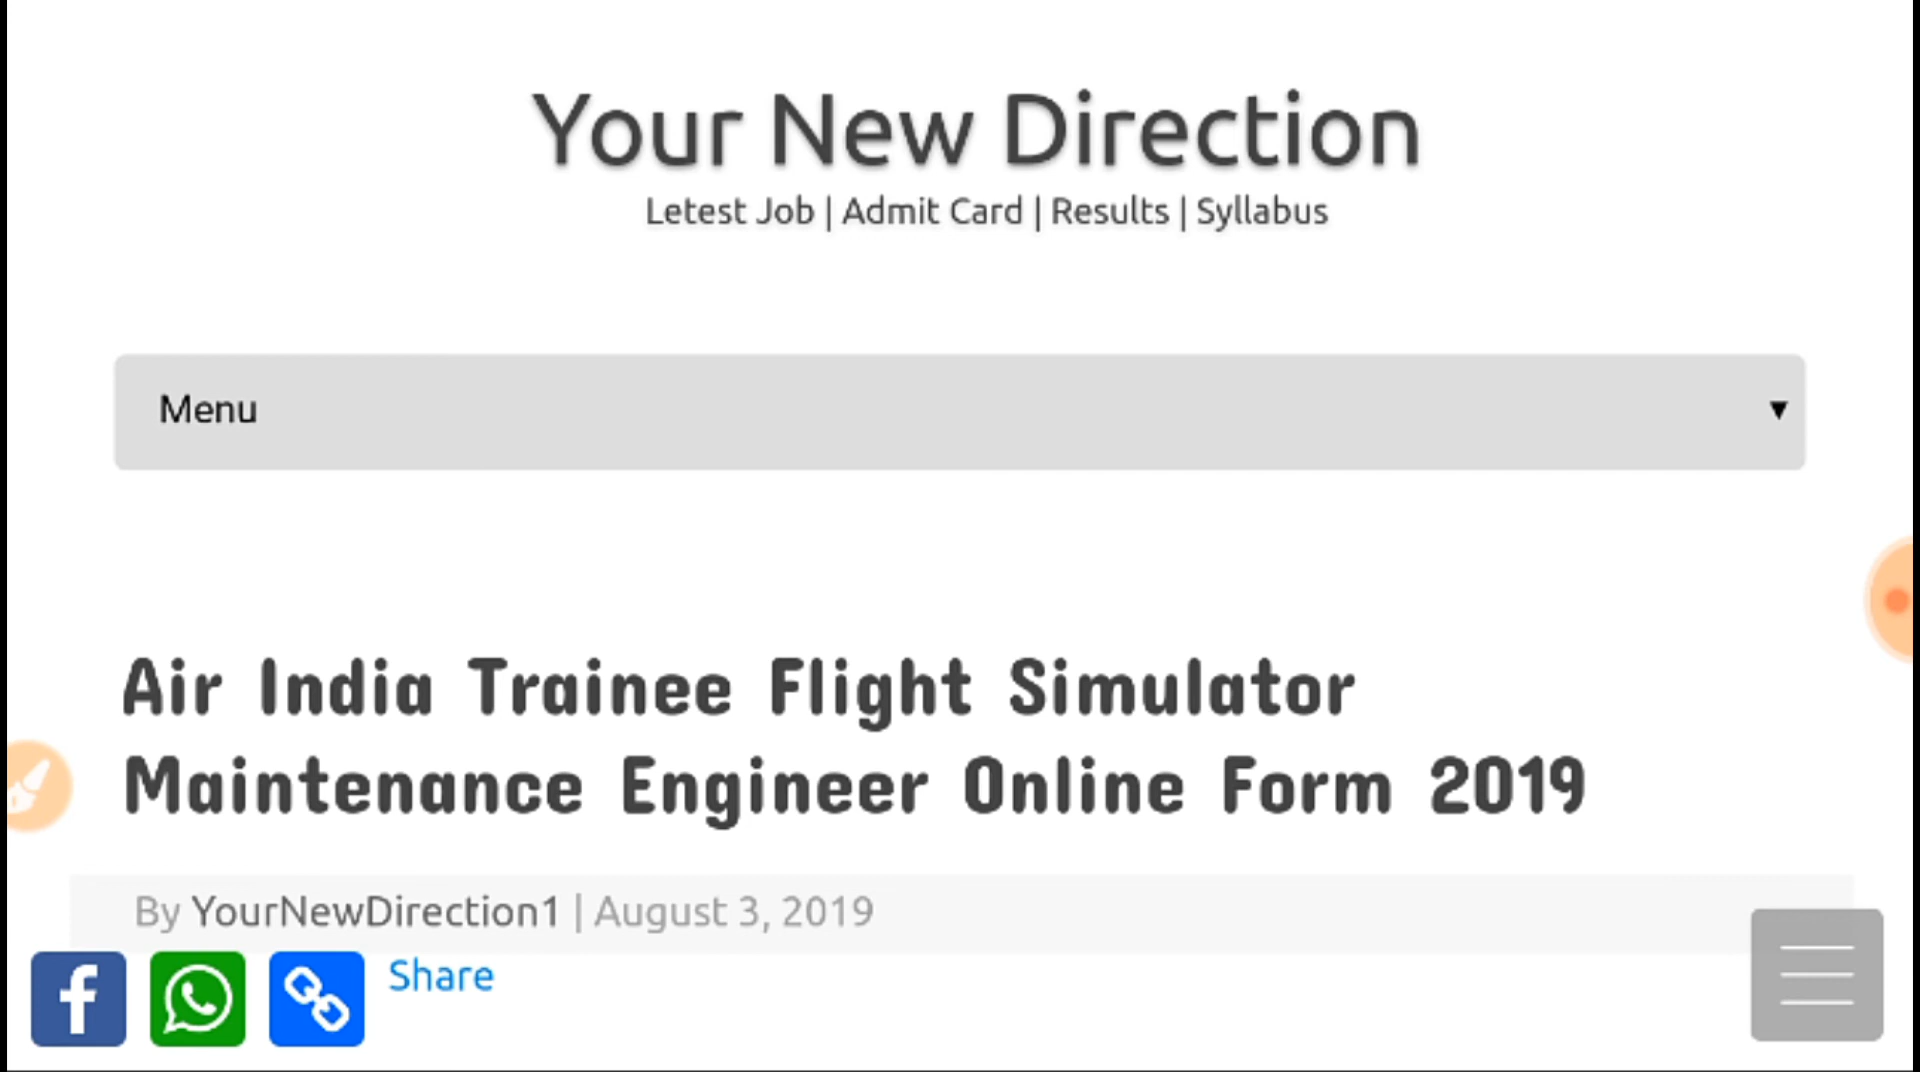 Your New Direction
Letest Job | Admit Card | Results | Syllabus
Menu
Air India Trainee Flight Simulator
Maintenance Engineer Online Form 2019
By YourNewDirection1 | August 3, 2019
Share